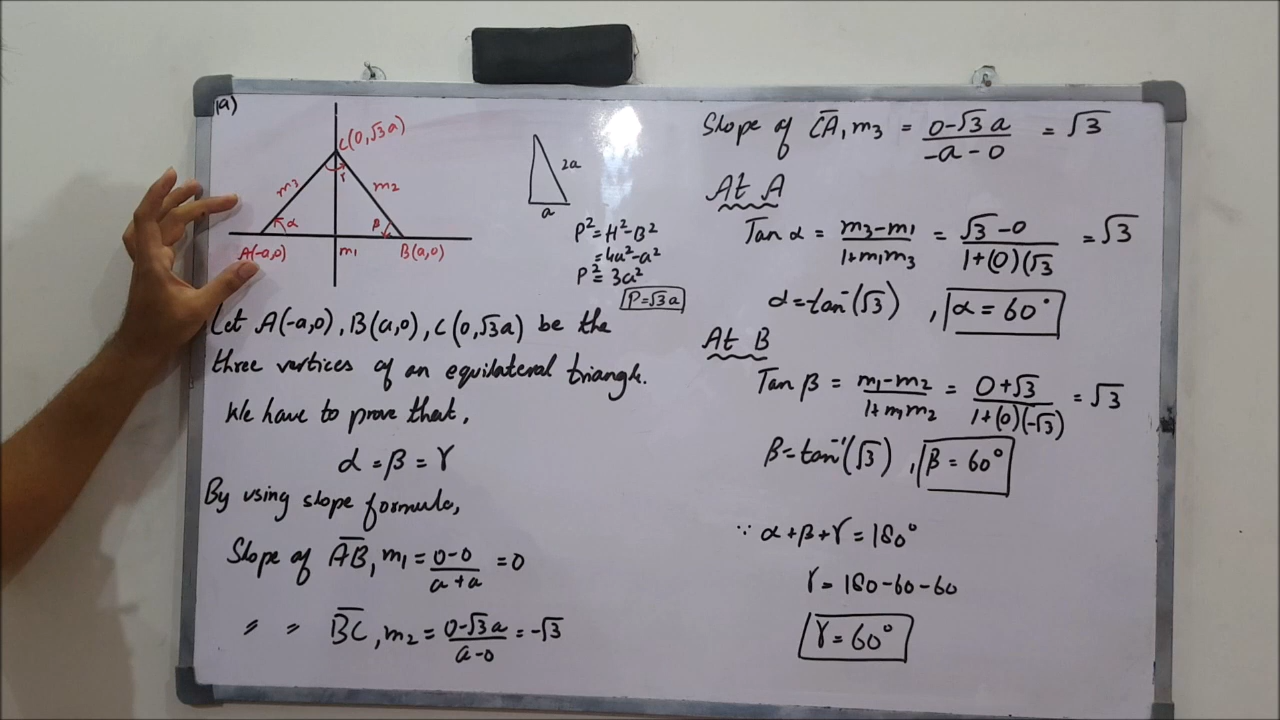 1a)
C(0,√3a)
m3
γ
m2
α
β
A(-a,0)
m1
B(a,0)
2a
a
P² = H²-B²
= 4a²-a²
P² = 3a²
P=√3a
Let A(-a,0), B(a,0), C(0,√3a) be the
three vertices of an equilateral triangle.
We have to prove that,
α = β = γ
By using slope formula,
Slope of A̅B̅, m1 = 0-0/a+a = 0
〃 〃 B̅C̅, m2 = 0-√3a/a-0 = -√3
Slope of C̅A̅, m3 = 0-√3a/-a-0 = √3
At A
Tan α = m3-m1/1+m1m3 = √3-0/1+(0)(√3 = √3
α=tan⁻(√3) , α = 60°
At B
Tan β = m1-m2/1+m1m2 = 0+√3/1+(0)(-√3) = √3
β=tan⁻¹(√3) , β = 60°
∵ α+β+γ = 180°
γ = 180-60-60
γ = 60°